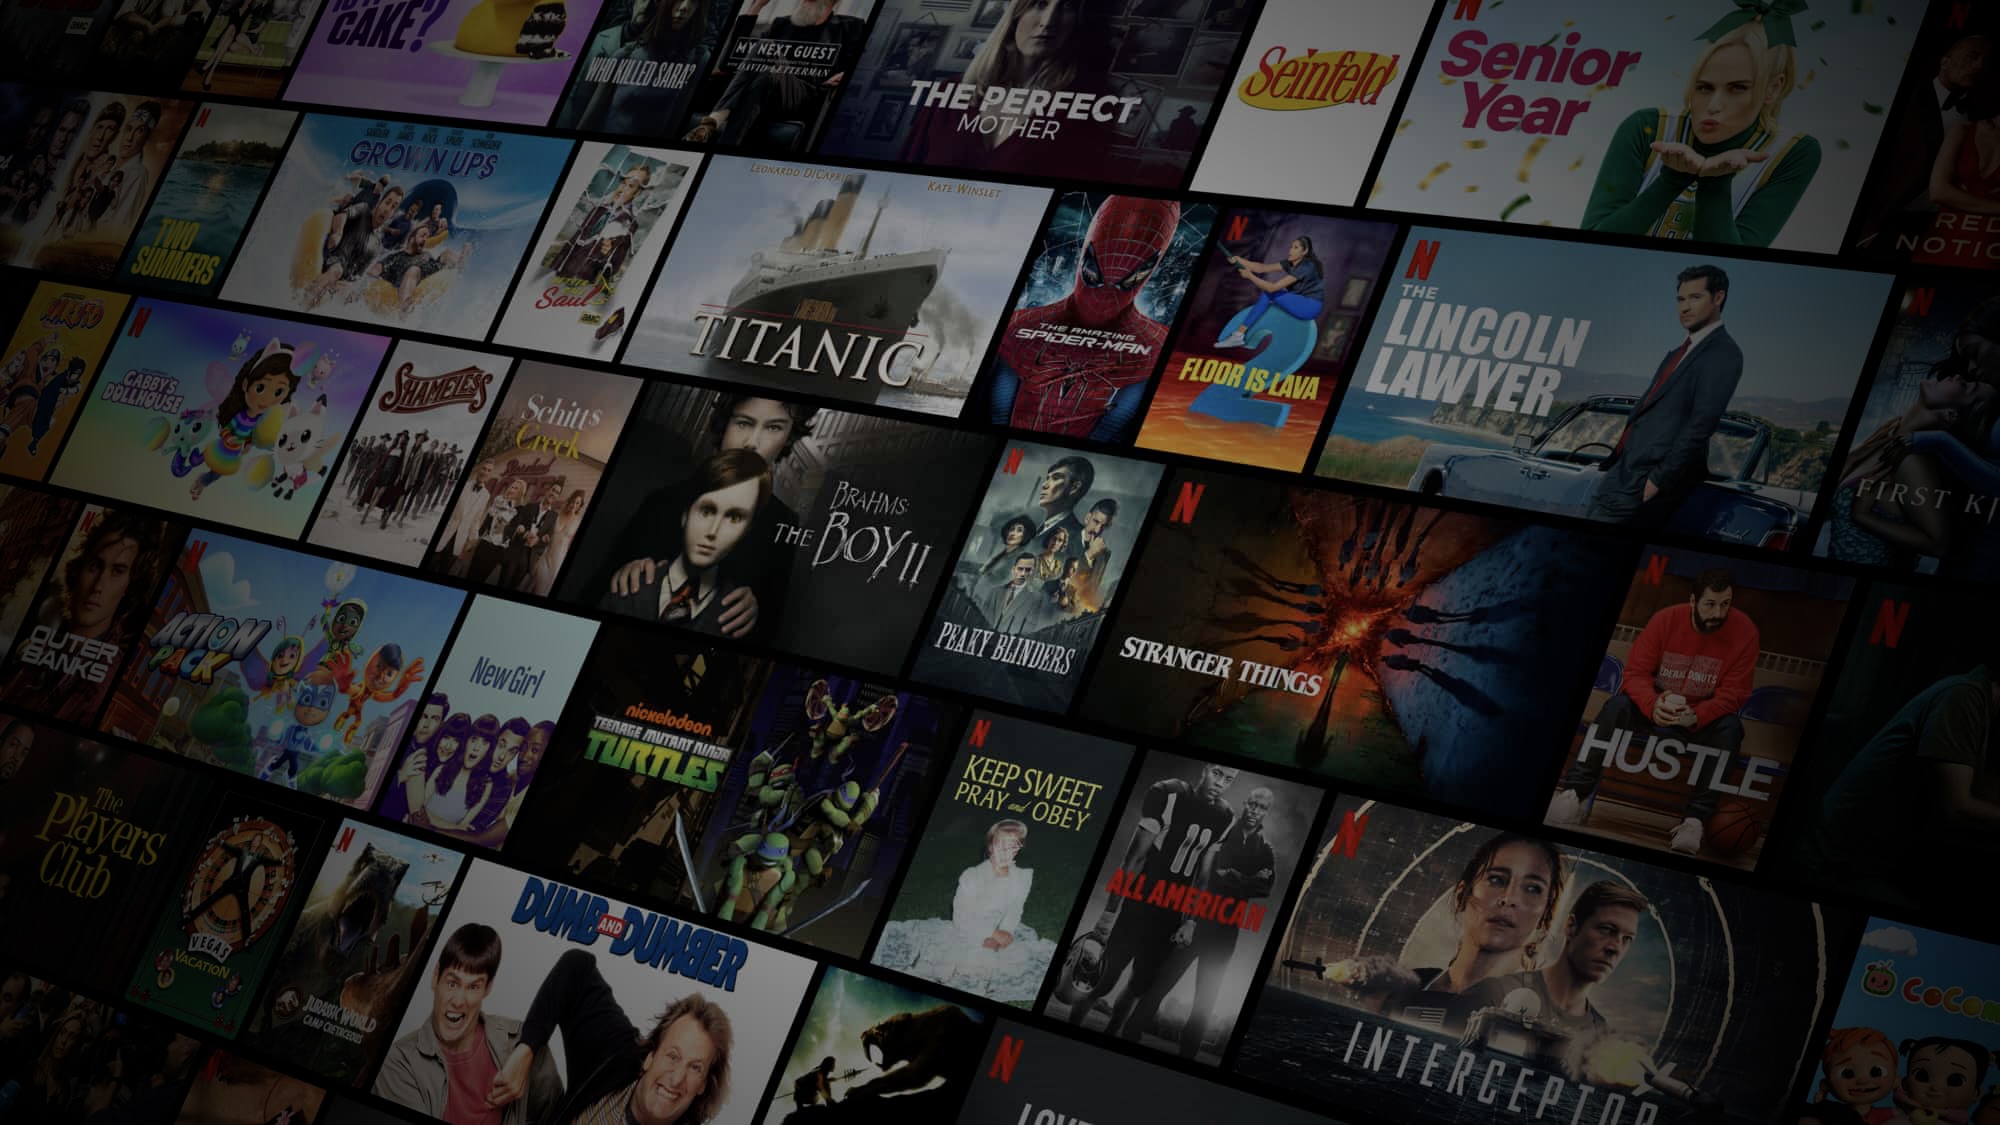 CAKE?
WHO KILLED SARA?
MY NEXT GUEST
DAVID LETTERMAN
THE PERFECT
MOTHER
Seinfeld
Senior
Year
RED
NOTIC
TWO
SUMMERS
GROWN UPS
Saul
AMC
LEONARDO DICAPRIO KATE WINSLET
TITANIC
THE AMAZING
SPIDER-MAN
2
FLOOR IS LAVA
THE
LINCOLN
LAWYER
FIRST KI
NARUTO
GABBY'S
DOLLHOUSE
SHAMELESS
Schitt's
Creek
BRAHMS:
THE BOY II
PEAKY BLINDERS
STRANGER THINGS
HUSTLE
OUTER
BANKS
ACTION
PACK
New Girl
nickelodeon
TEENAGE MUTANT NINJA
TURTLES
KEEP SWEET
PRAY and OBEY
11
ALL AMERICAN
INTERCEPTOR
CoCom
The
Players
Club
VEGAS
VACATION
JURASSIC WORLD
CAMP CRETACEOUS
DUMB AND DUMBER